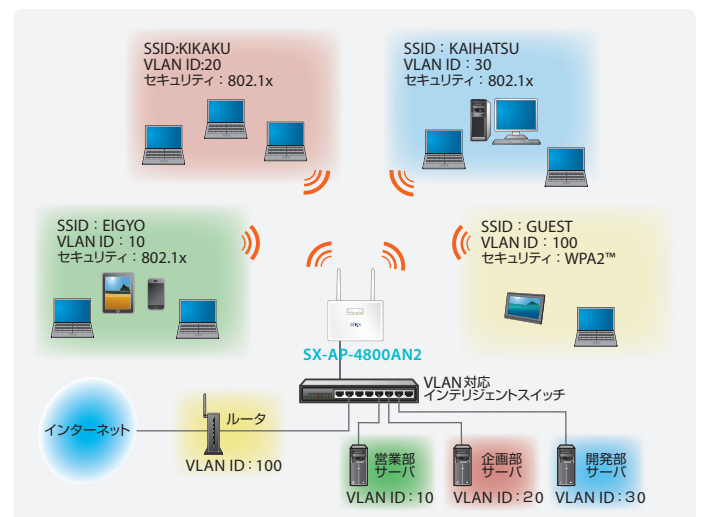 SSID:KIKAKU
VLAN ID:20
セキュリティ：802.1x
SSID：KAIHATSU
VLAN ID：30
セキュリティ：802.1x
SSID：EIGYO
VLAN ID：10
セキュリティ：802.1x
SSID：GUEST
VLAN ID：100
セキュリティ：WPA2™
SX-AP-4800AN2
VLAN対応
インテリジェントスイッチ
インターネット
ルータ
VLAN ID：100
営業部
サーバ
VLAN ID：10
企画部
サーバ
VLAN ID：20
開発部
サーバ
VLAN ID：30